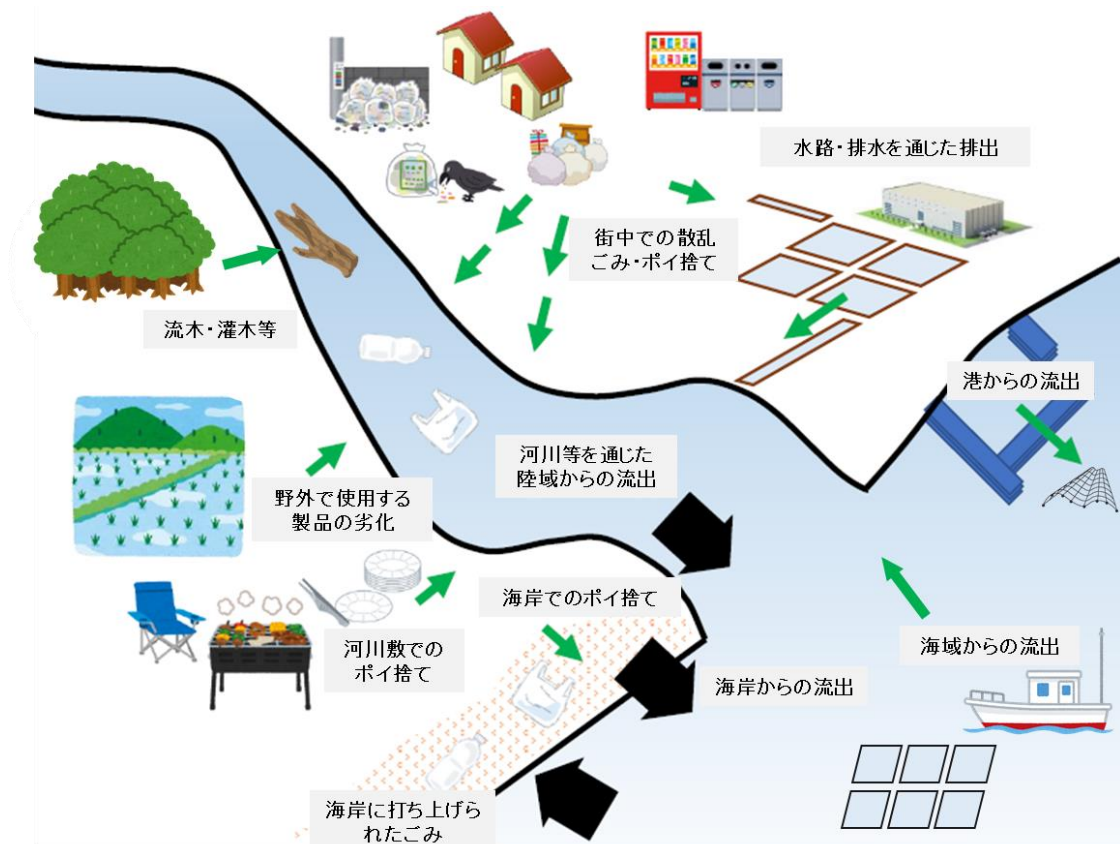 水路・排水を通じた排出
街中での散乱
ごみ・ポイ捨て
流木・灌木等
港からの流出
河川等を通じた
陸域からの流出
野外で使用する
製品の劣化
海岸でのポイ捨て
河川敷での
ポイ捨て
海域からの流出
海岸からの流出
海岸に打ち上げら
れたごみ